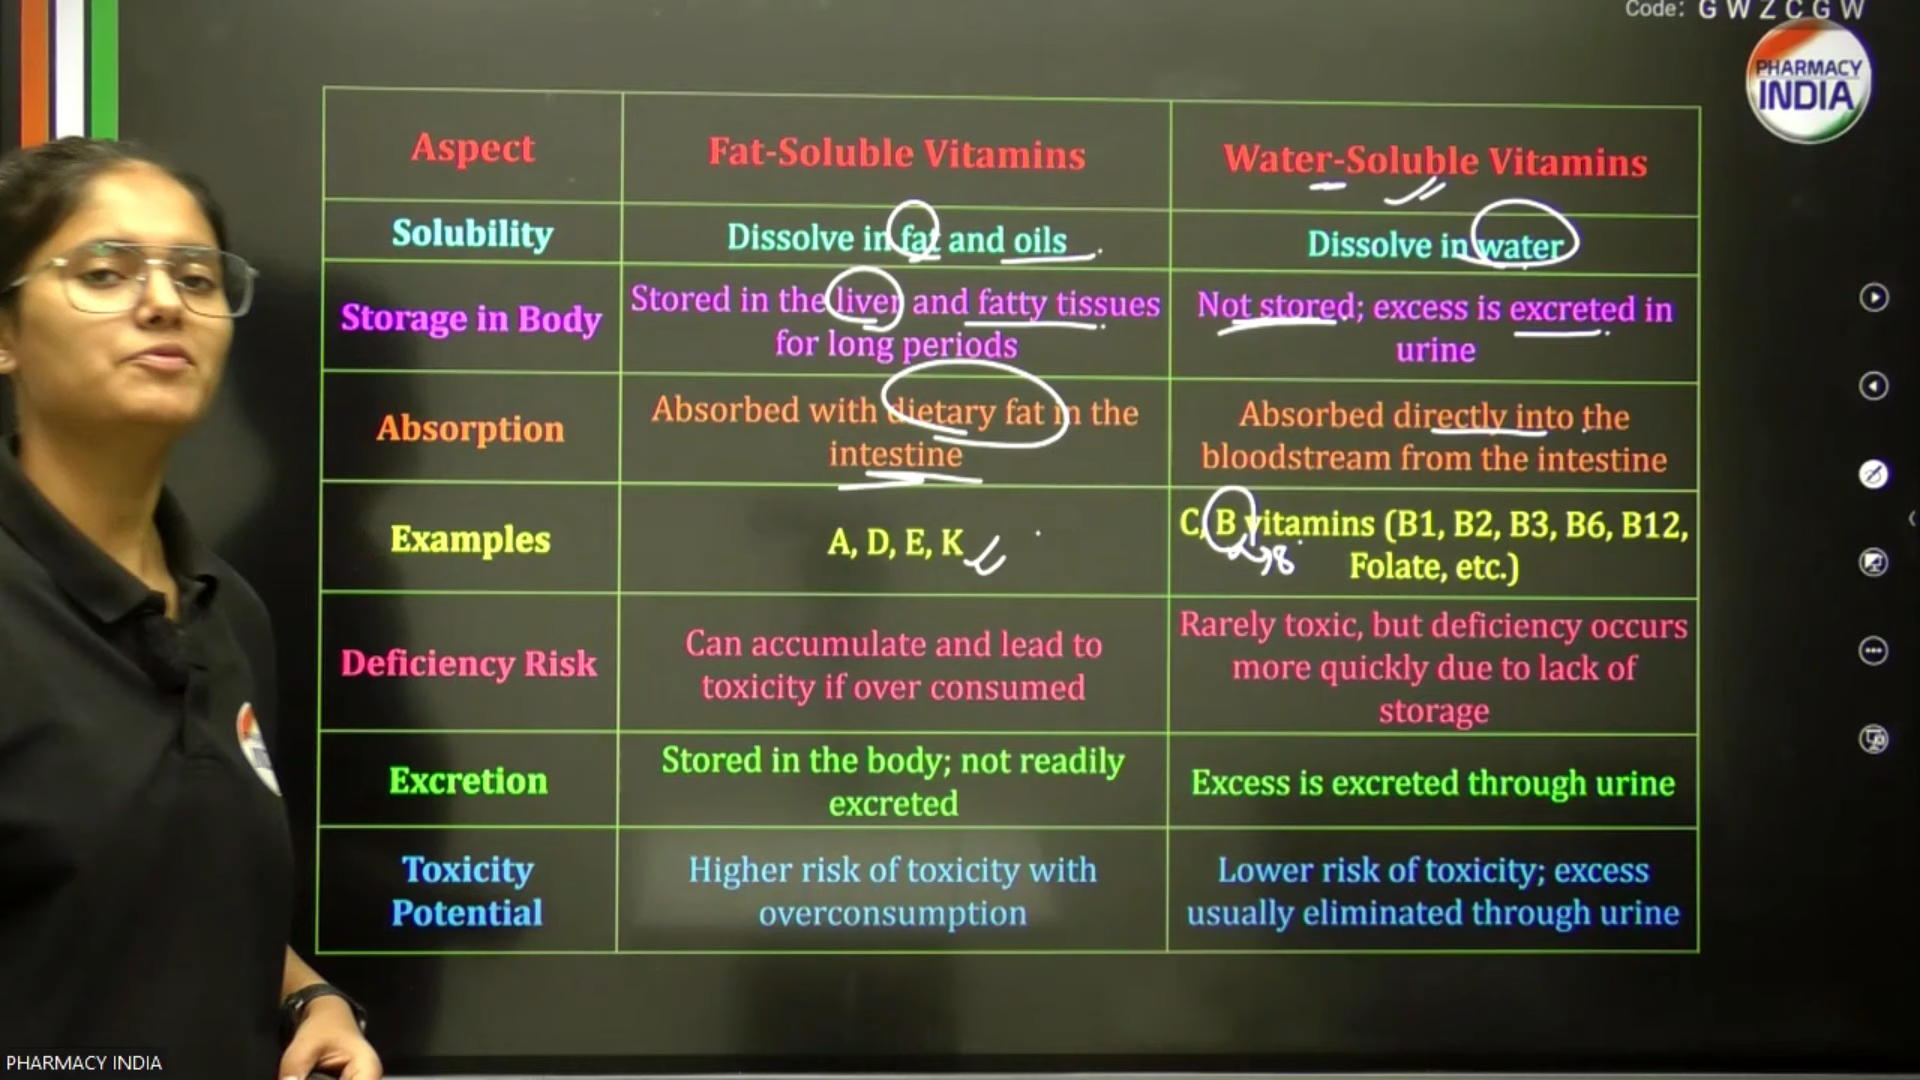 Code: G W Z C G W
PHARMACY
INDIA
Aspect
Fat-Soluble Vitamins
Water-Soluble Vitamins
Solubility
Dissolve in fat and oils
Dissolve in water
Storage in Body
Stored in the liver and fatty tissues
for long periods
Not stored; excess is excreted in
urine
Absorption
Absorbed with dietary fat in the
intestine
Absorbed directly into the
bloodstream from the intestine
Examples
A, D, E, K
C, B vitamins (B1, B2, B3, B6, B12,
Folate, etc.)
8
Deficiency Risk
Can accumulate and lead to
toxicity if over consumed
Rarely toxic, but deficiency occurs
more quickly due to lack of
storage
Excretion
Stored in the body; not readily
excreted
Excess is excreted through urine
Toxicity
Potential
Higher risk of toxicity with
overconsumption
Lower risk of toxicity; excess
usually eliminated through urine
PHARMACY INDIA